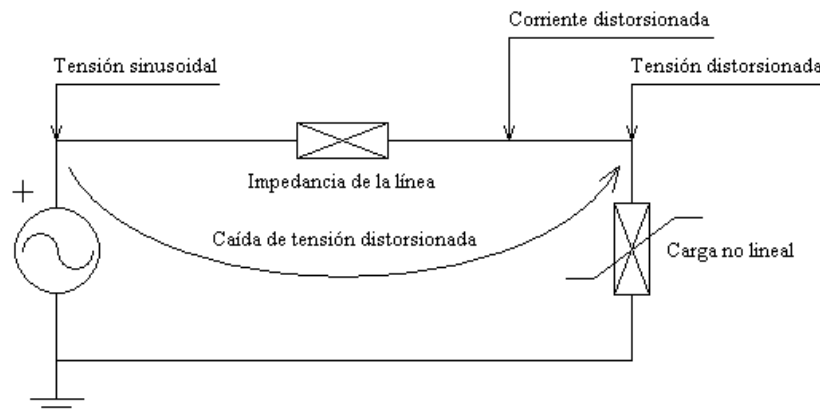 Corriente distorsionada
Tensión sinusoidal
Tensión distorsionada
Impedancia de la línea
Caída de tensión distorsionada
Carga no lineal